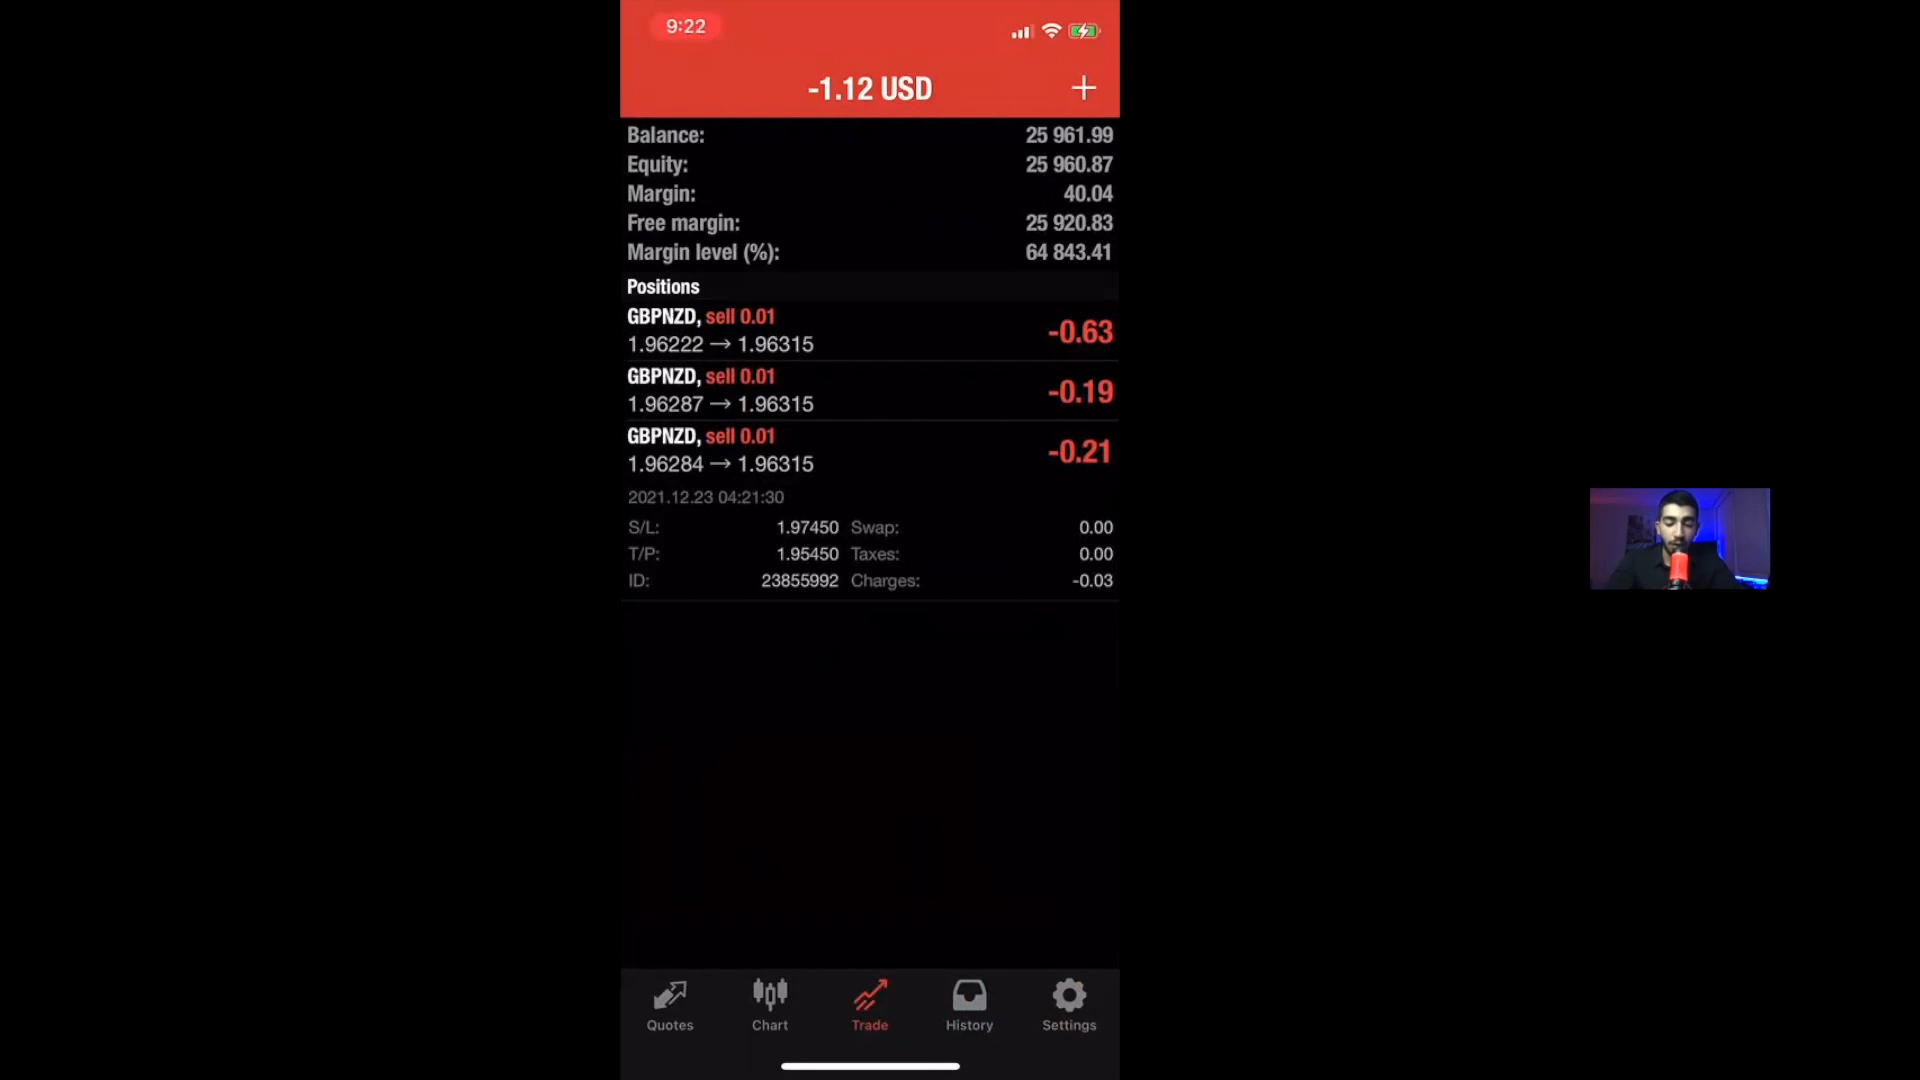 9:22
-1.12 USD
Balance: 25 961.99
Equity: 25 960.87
Margin: 40.04
Free margin: 25 920.83
Margin level (%): 64 843.41
Positions
GBPNZD, sell 0.01 -0.63
1.96222 → 1.96315
GBPNZD, sell 0.01 -0.19
1.96287 → 1.96315
GBPNZD, sell 0.01 -0.21
1.96284 → 1.96315
2021.12.23 04:21:30
S/L: 1.97450 Swap: 0.00
T/P: 1.95450 Taxes: 0.00
ID: 23855992 Charges: -0.03
Quotes Chart Trade History Settings